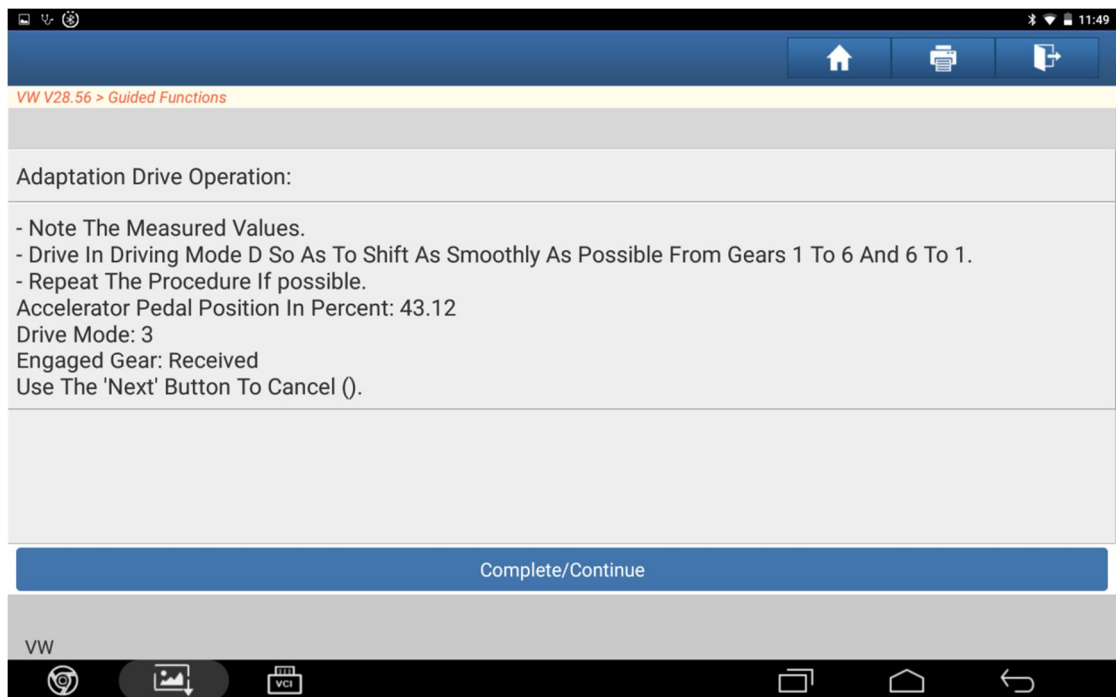 11:49
VW V28.56 > Guided Functions
Adaptation Drive Operation:
- Note The Measured Values.
- Drive In Driving Mode D So As To Shift As Smoothly As Possible From Gears 1 To 6 And 6 To 1.
- Repeat The Procedure If possible.
Accelerator Pedal Position In Percent: 43.12
Drive Mode: 3
Engaged Gear: Received
Use The 'Next' Button To Cancel ().
Complete/Continue
VW
VCI